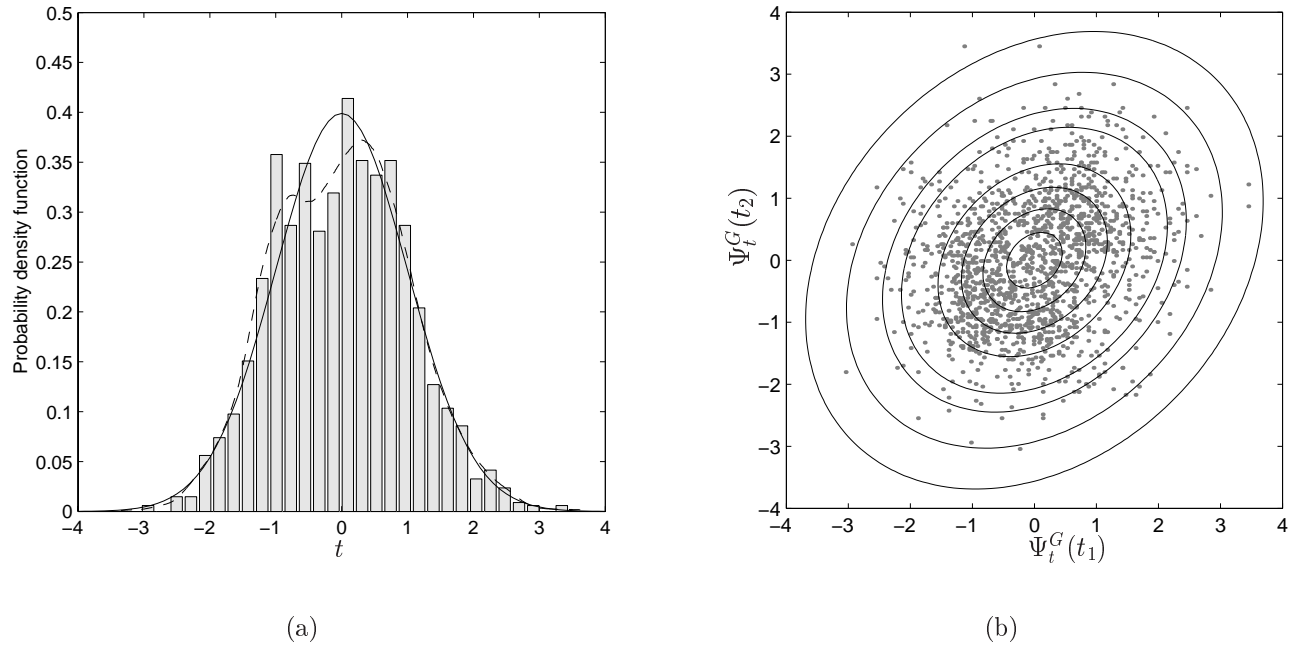 0.5
0.45
0.4
0.35
0.3
0.25
0.2
0.15
0.1
0.05
0
Probability density function
−4 −3 −2 −1 0 1 2 3 4
t
(a)
4
3
2
1
0
−1
−2
−3
−4
Ψ_t^G(t_2)
−4 −3 −2 −1 0 1 2 3 4
Ψ_t^G(t_1)
(b)